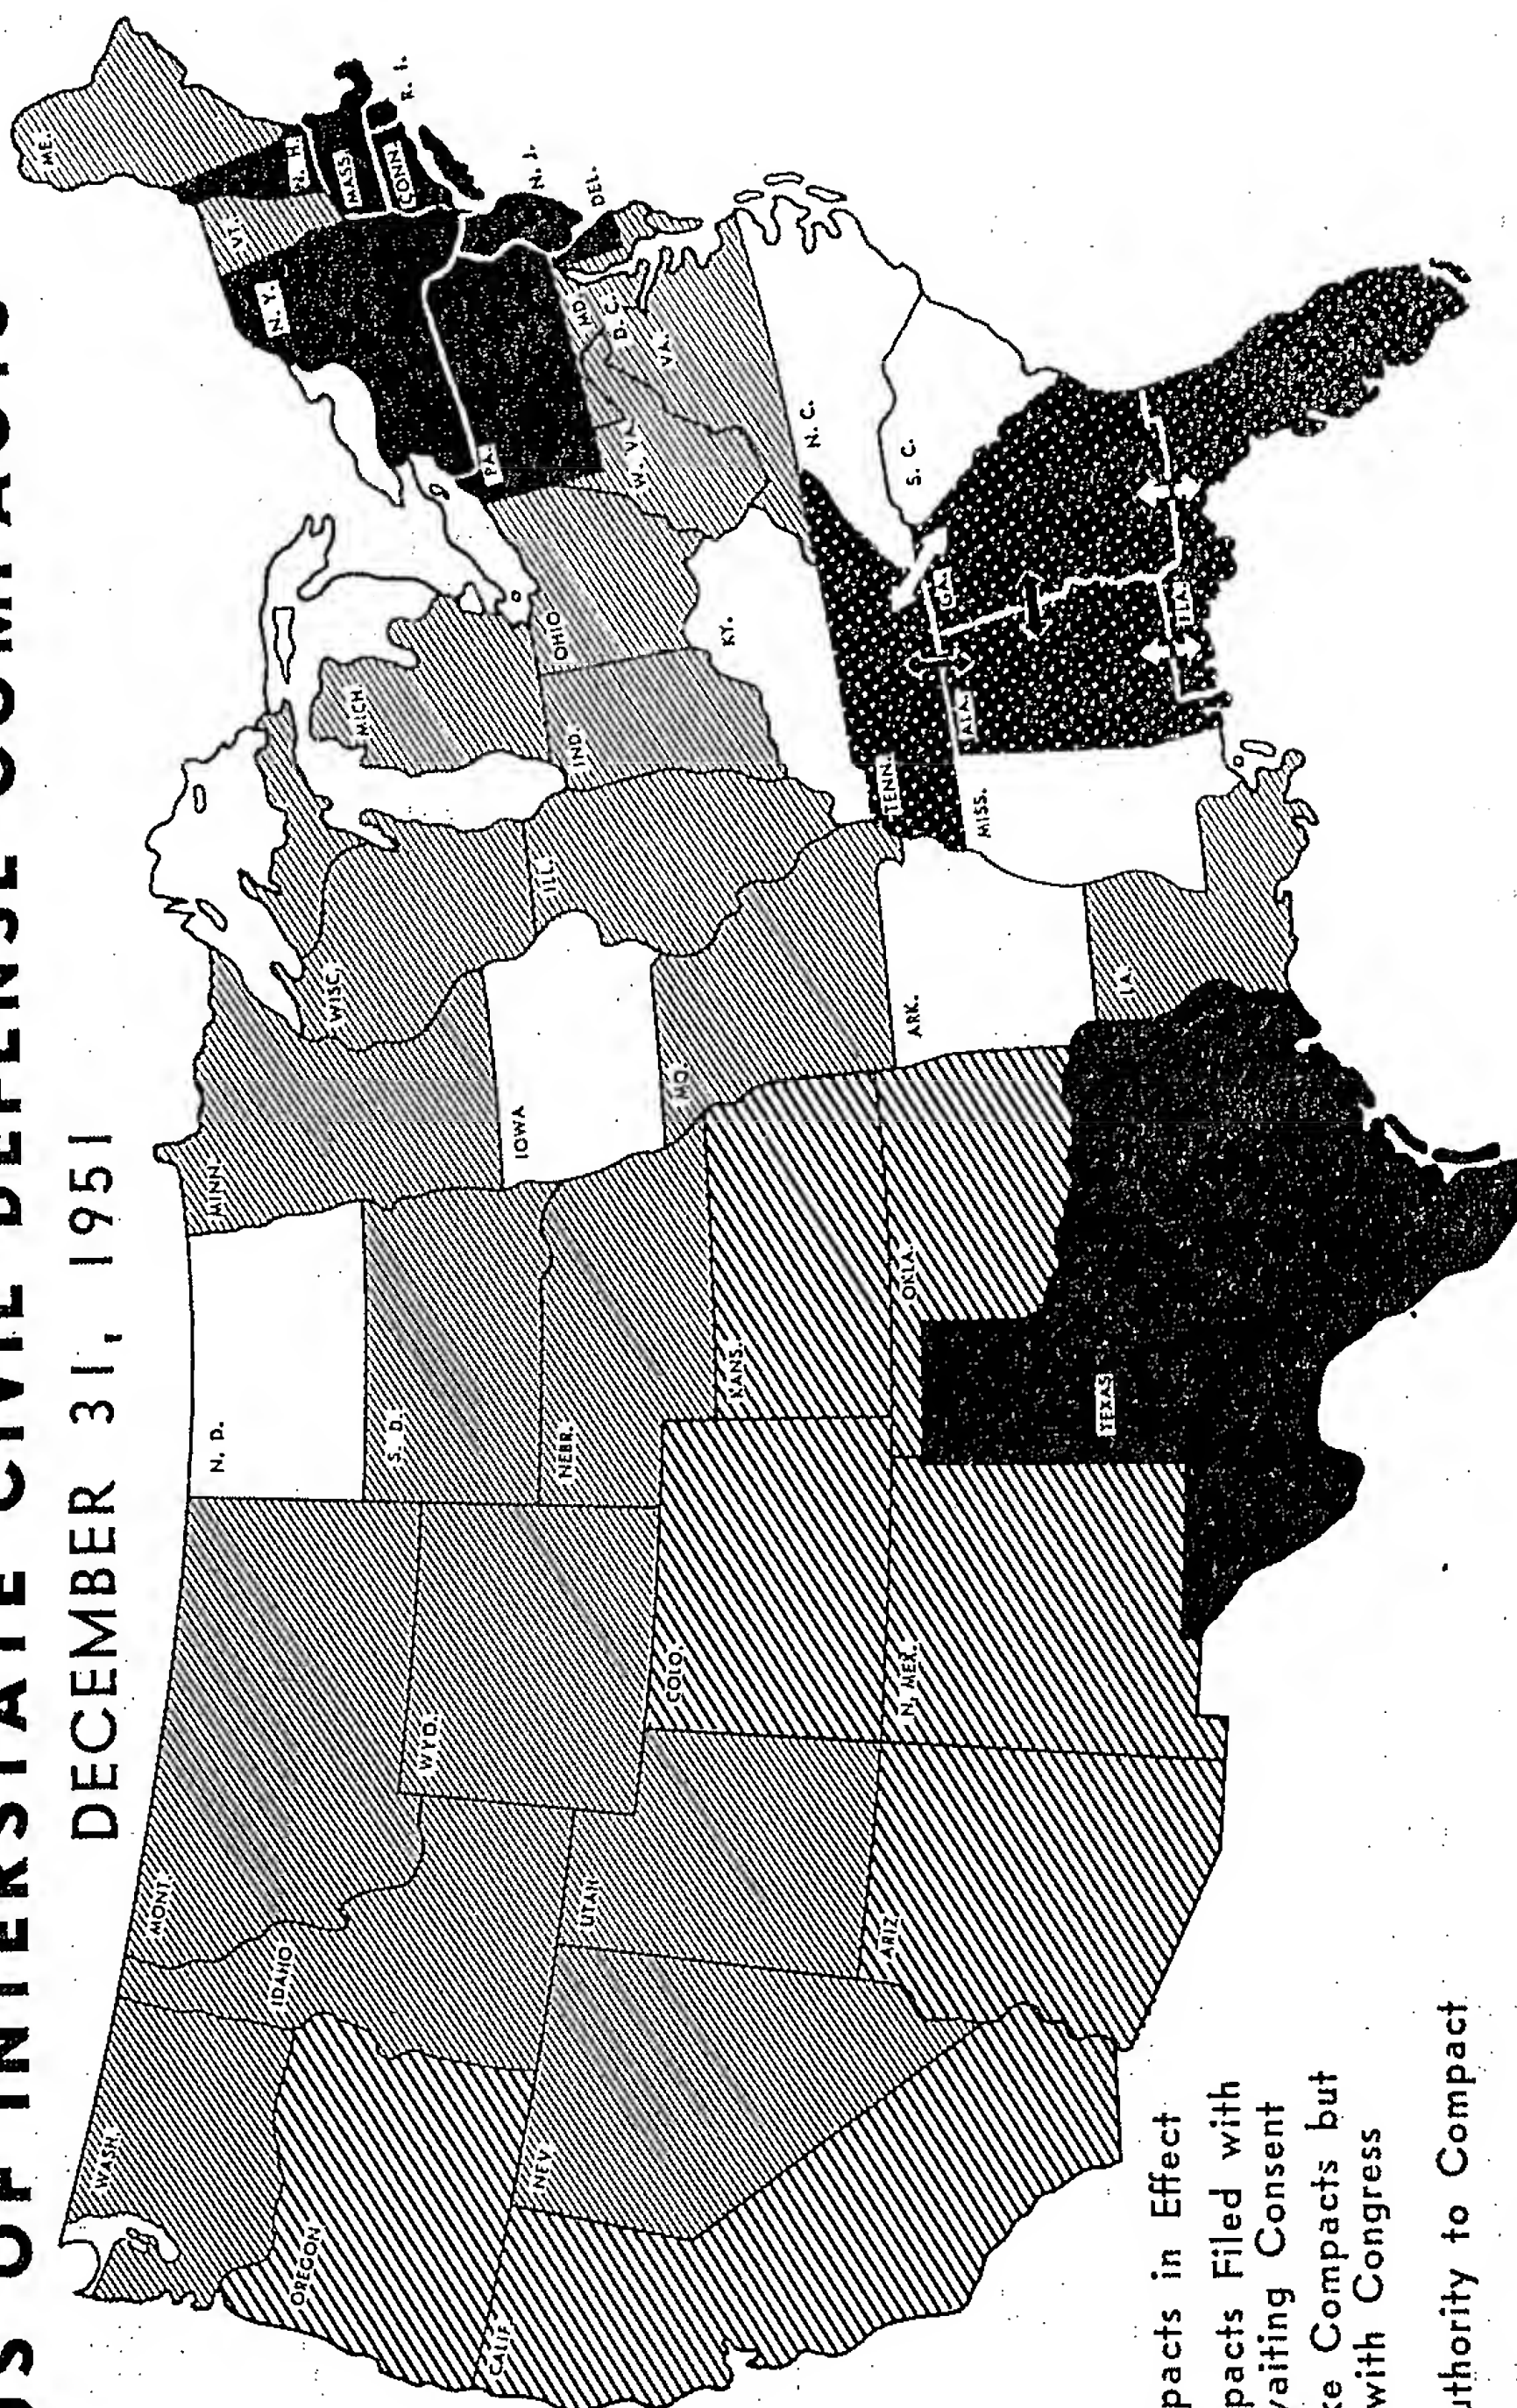 US OF INTERSTATE CIVIL DEFENSE COMPACTS
DECEMBER 31, 1951
WASH.
MONT.
N. D.
MINN.
ME.
OREGON
IDAHO
WYO.
S. D.
WISC.
MICH.
N. Y.
VT.
N. H.
MASS.
CONN.
R. I.
CALIF.
NEV.
UTAH
COLO.
NEBR.
IOWA
ILL.
IND.
OHIO
PA.
N. J.
DEL.
MD.
D. C.
W. VA.
VA.
KANS.
MO.
KY.
N. C.
ARIZ.
N. MEX.
OKLA.
ARK.
TENN.
S. C.
TEXAS
LA.
MISS.
ALA.
GA.
FLA.
pacts in Effect
pacts Filed with
vaiting Consent
ke Compacts but
with Congress
uthority to Compact